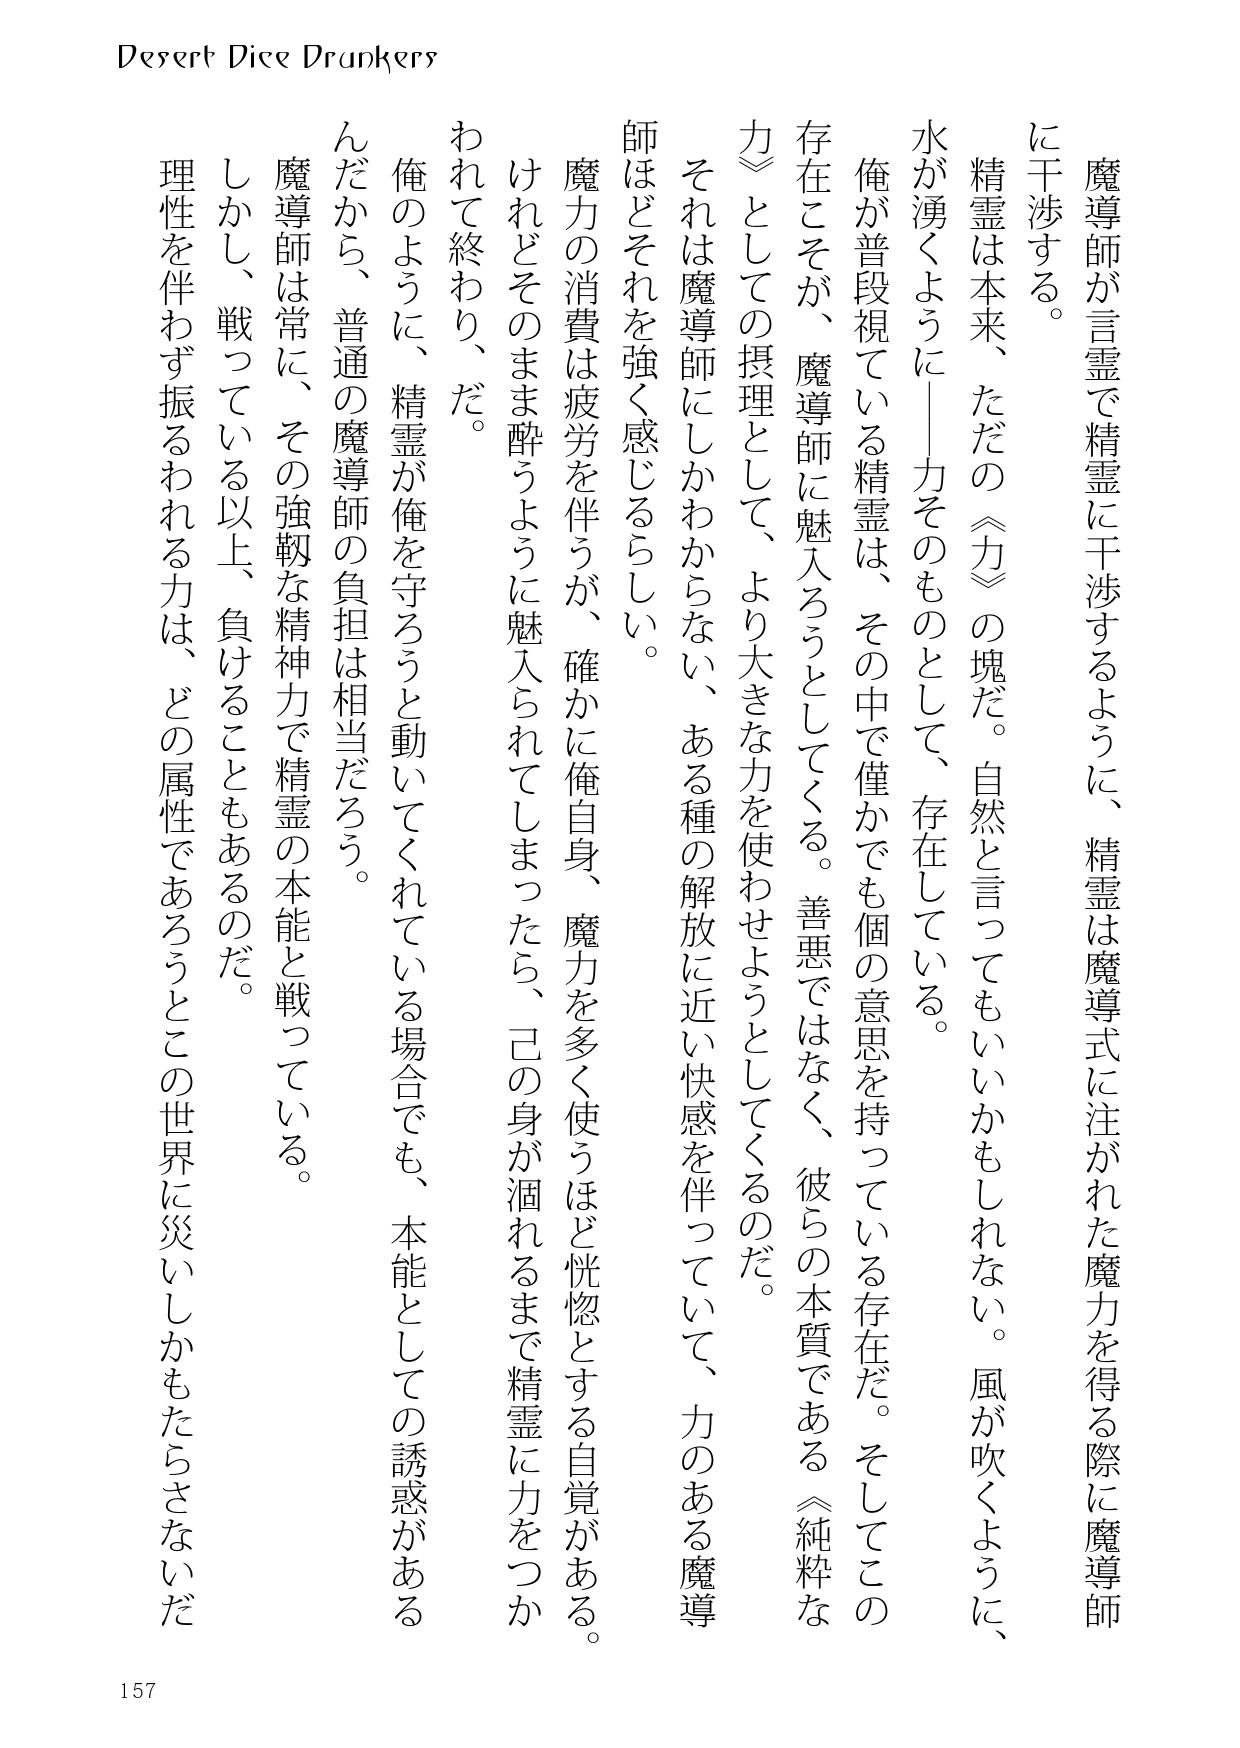 Desert Dice Drunkers
魔導師が言霊で精霊に干渉するように、精霊は魔導式に注がれた魔力を得る際に魔導師
に干渉する。
精霊は本来、ただの《力》の塊だ。自然と言ってもいいかもしれない。風が吹くように、
水が湧くように――力そのものとして、存在している。
俺が普段視ている精霊は、その中で僅かでも個の意思を持っている存在だ。そしてこの
存在こそが、魔導師に魅入ろうとしてくる。善悪ではなく、彼らの本質である《純粋な
力》としての摂理として、より大きな力を使わせようとしてくるのだ。
それは魔導師にしかわからない、ある種の解放に近い快感を伴っていて、力のある魔導
師ほどそれを強く感じるらしい。
魔力の消費は疲労を伴うが、確かに俺自身、魔力を多く使うほど恍惚とする自覚がある。
けれどそのまま酔うように魅入られてしまったら、己の身が涸れるまで精霊に力をつか
われて終わり、だ。
俺のように、精霊が俺を守ろうと動いてくれている場合でも、本能としての誘惑がある
んだから、普通の魔導師の負担は相当だろう。
魔導師は常に、その強靱な精神力で精霊の本能と戦っている。
しかし、戦っている以上、負けることもあるのだ。
理性を伴わず振るわれる力は、どの属性であろうとこの世界に災いしかもたらさないだ
157